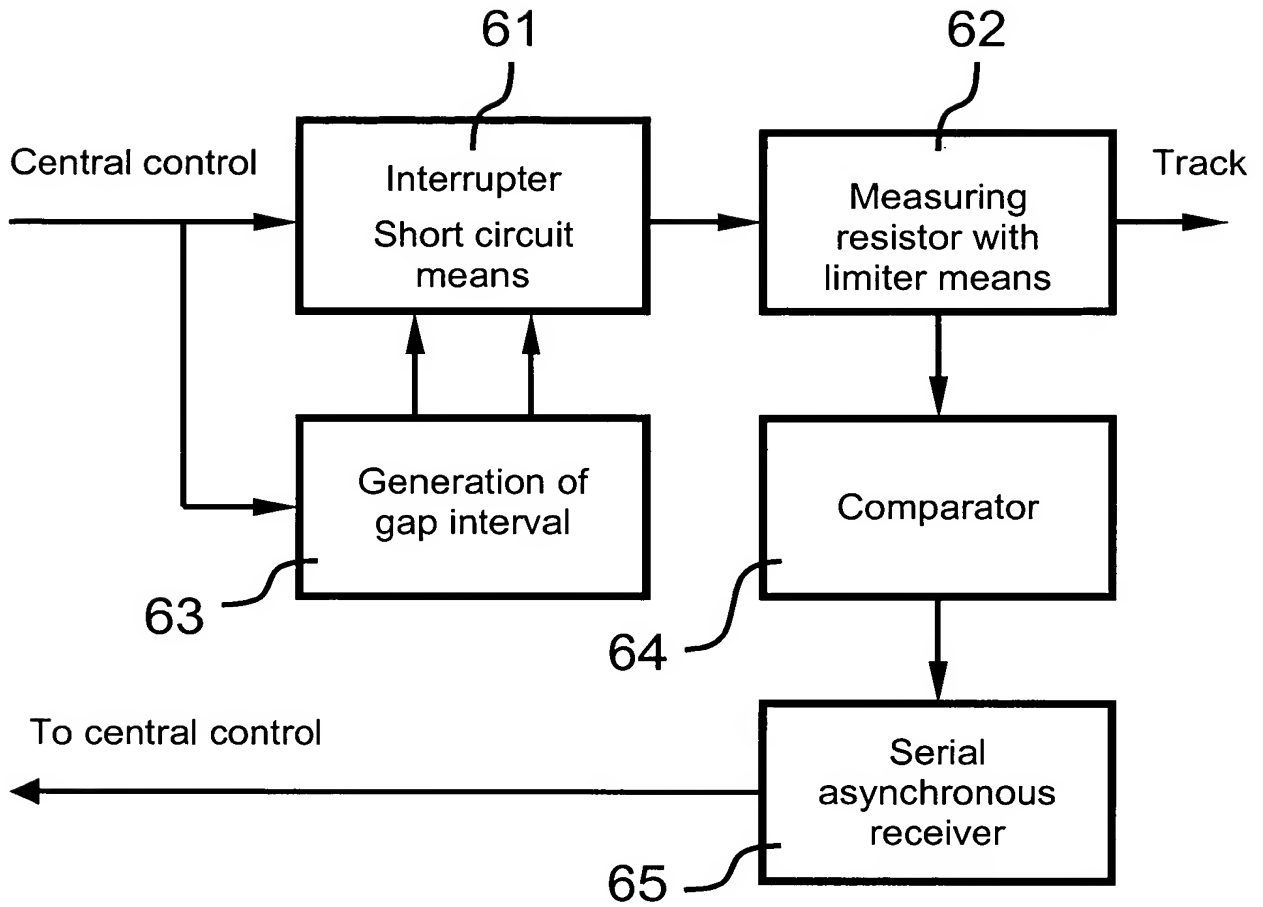 61
62
Central control
Interrupter
Short circuit
means
Measuring
resistor with
limiter means
Track
Generation of
gap interval
Comparator
63
64
To central control
Serial
asynchronous
receiver
65